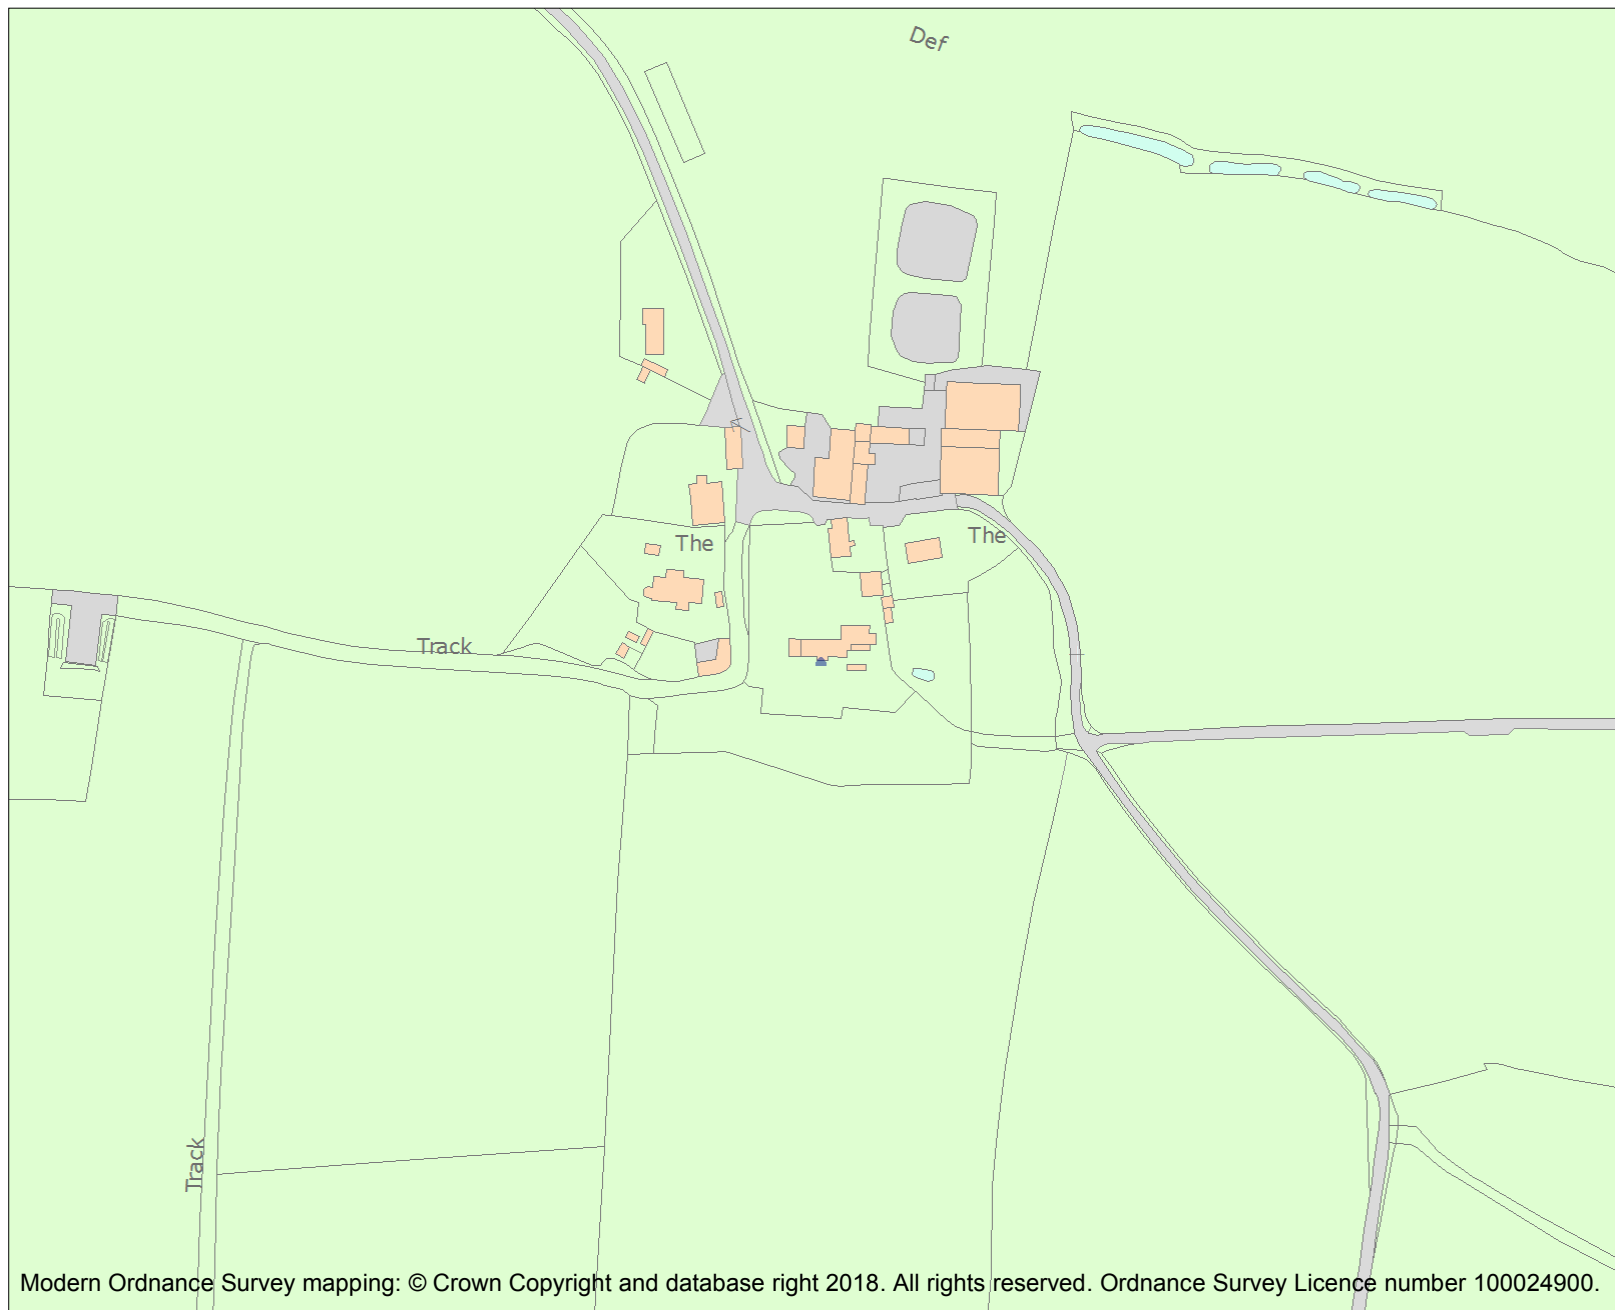 Def
The
The
Track
Track
Modern Ordnance Survey mapping: © Crown Copyright and database right 2018. All rights reserved. Ordnance Survey Licence number 100024900.